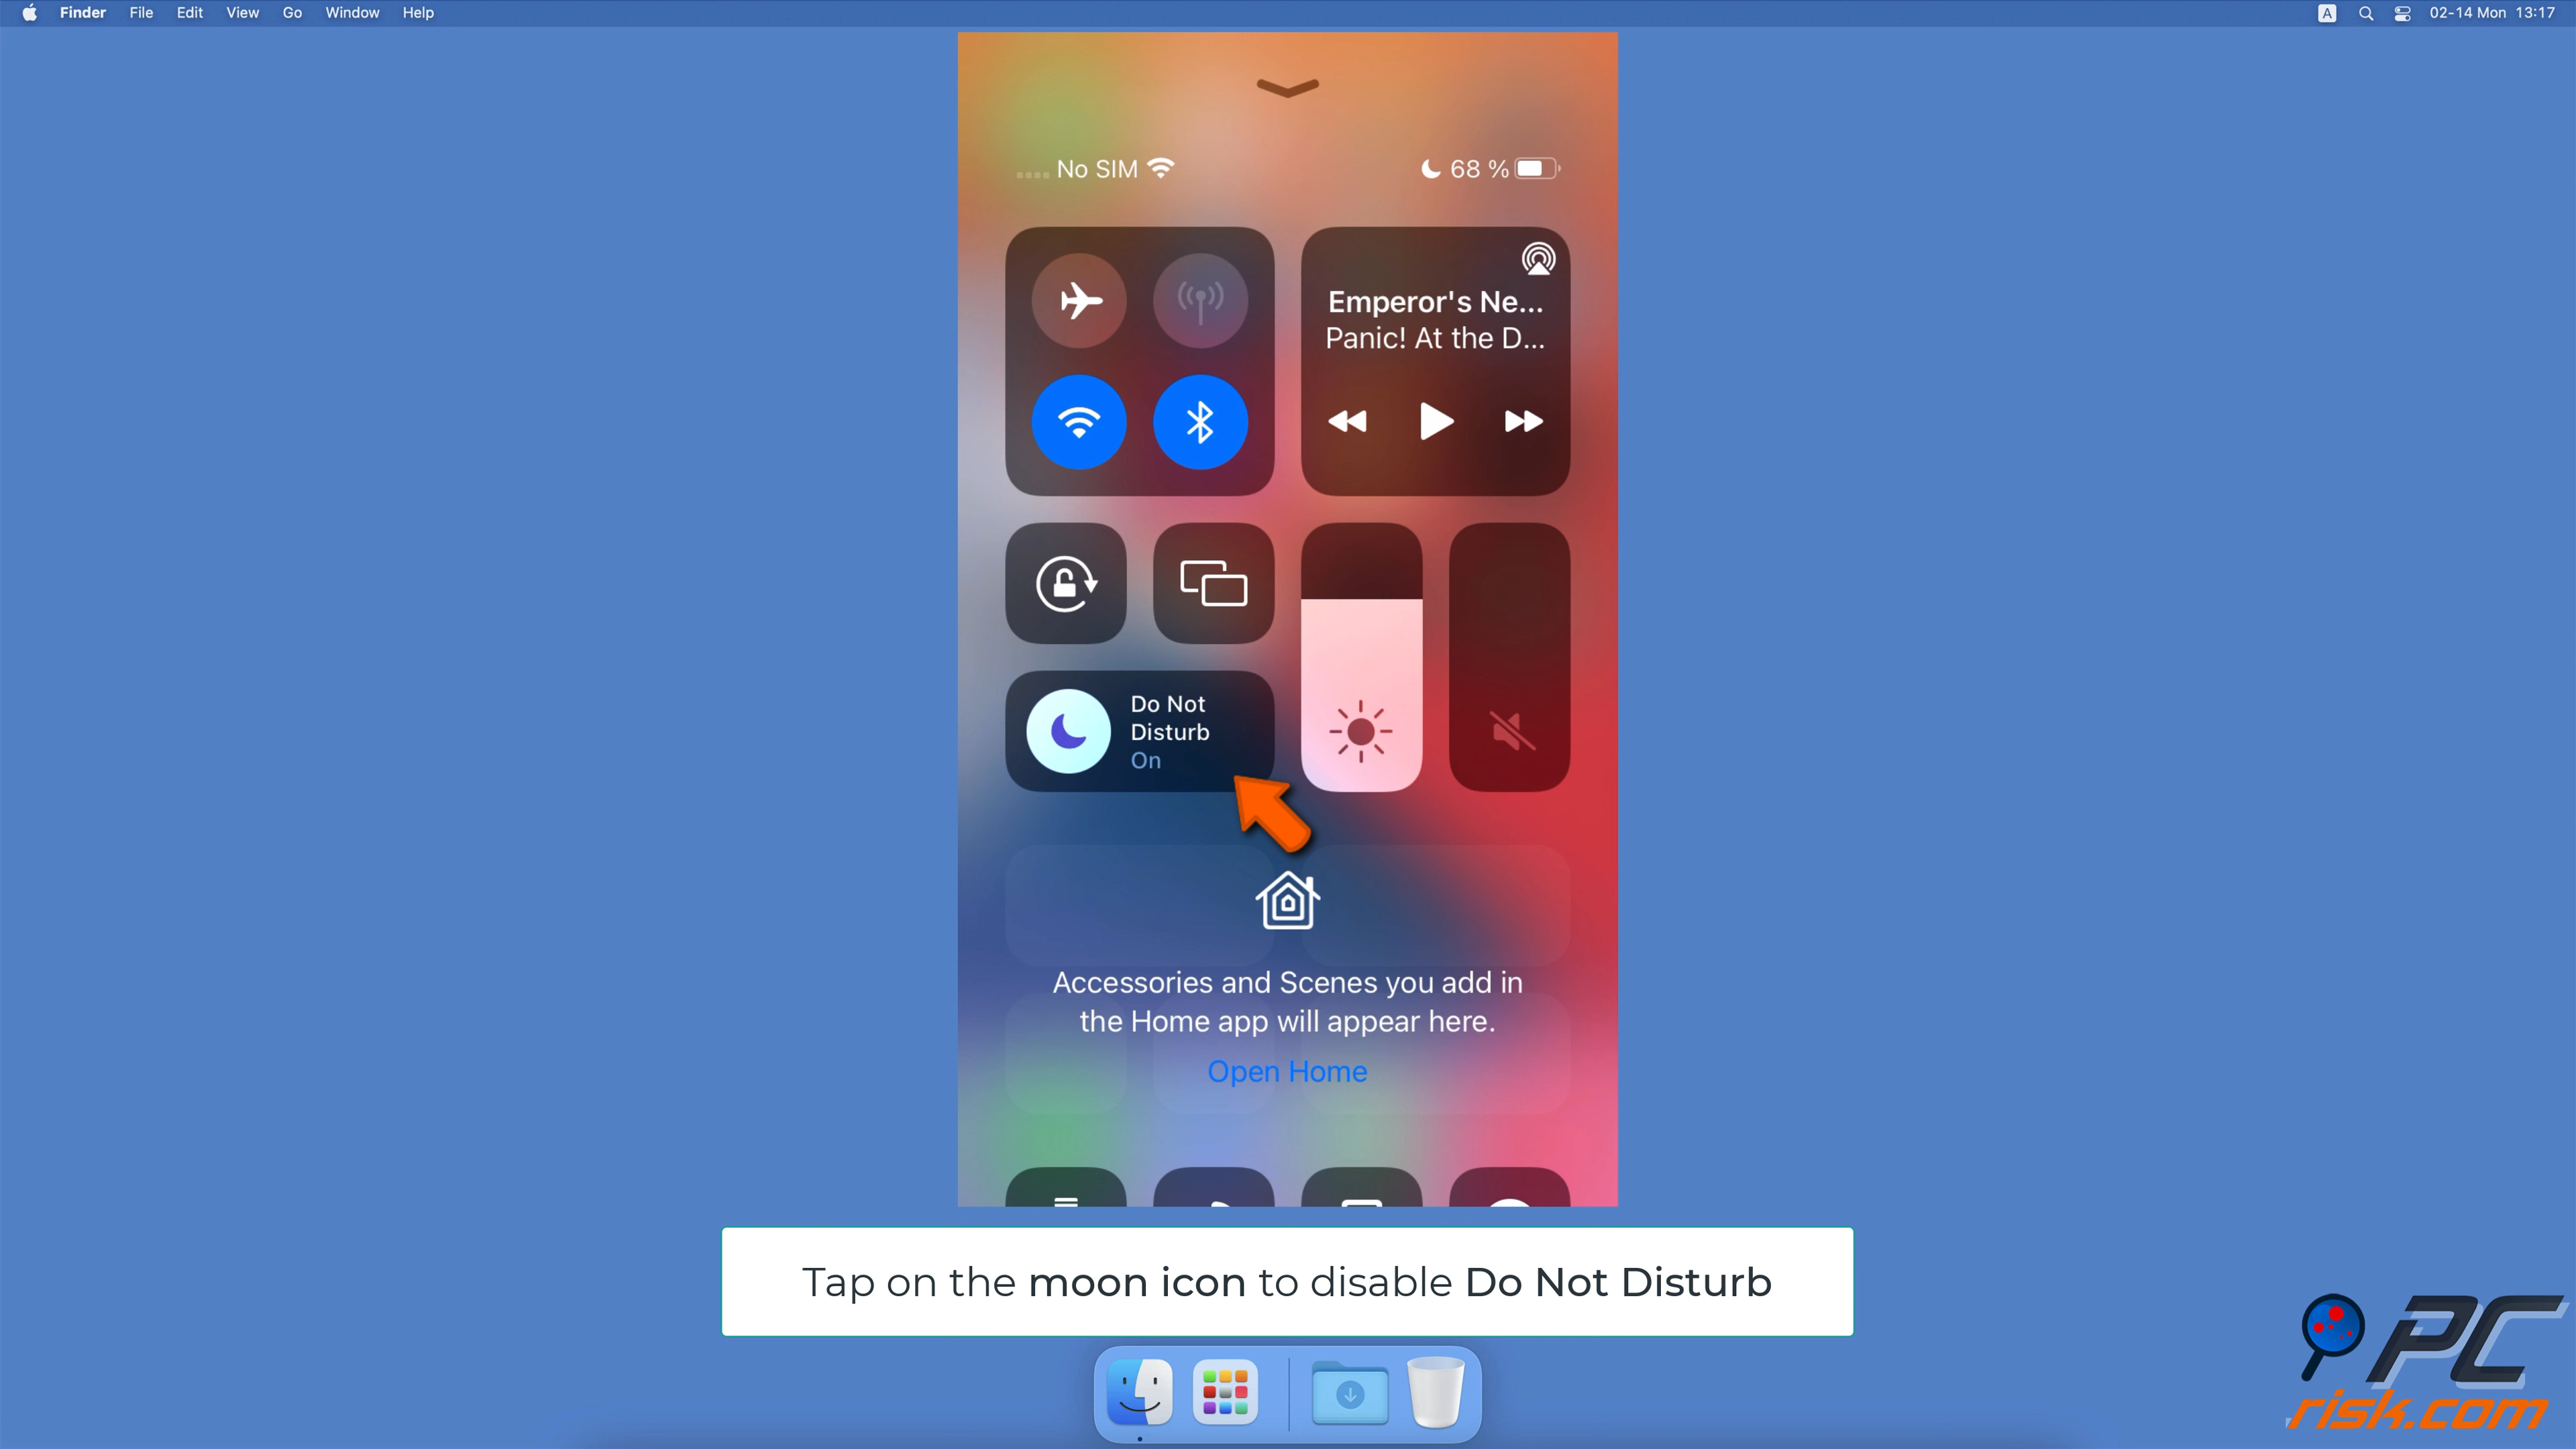 Finder File Edit View Go Window Help
A 02-14 Mon 13:17
No SIM 68 %
Emperor's Ne...
Panic! At the D...
Do Not
Disturb
On
Accessories and Scenes you add in
the Home app will appear here.
Open Home
Tap on the moon icon to disable Do Not Disturb
PC
risk.com